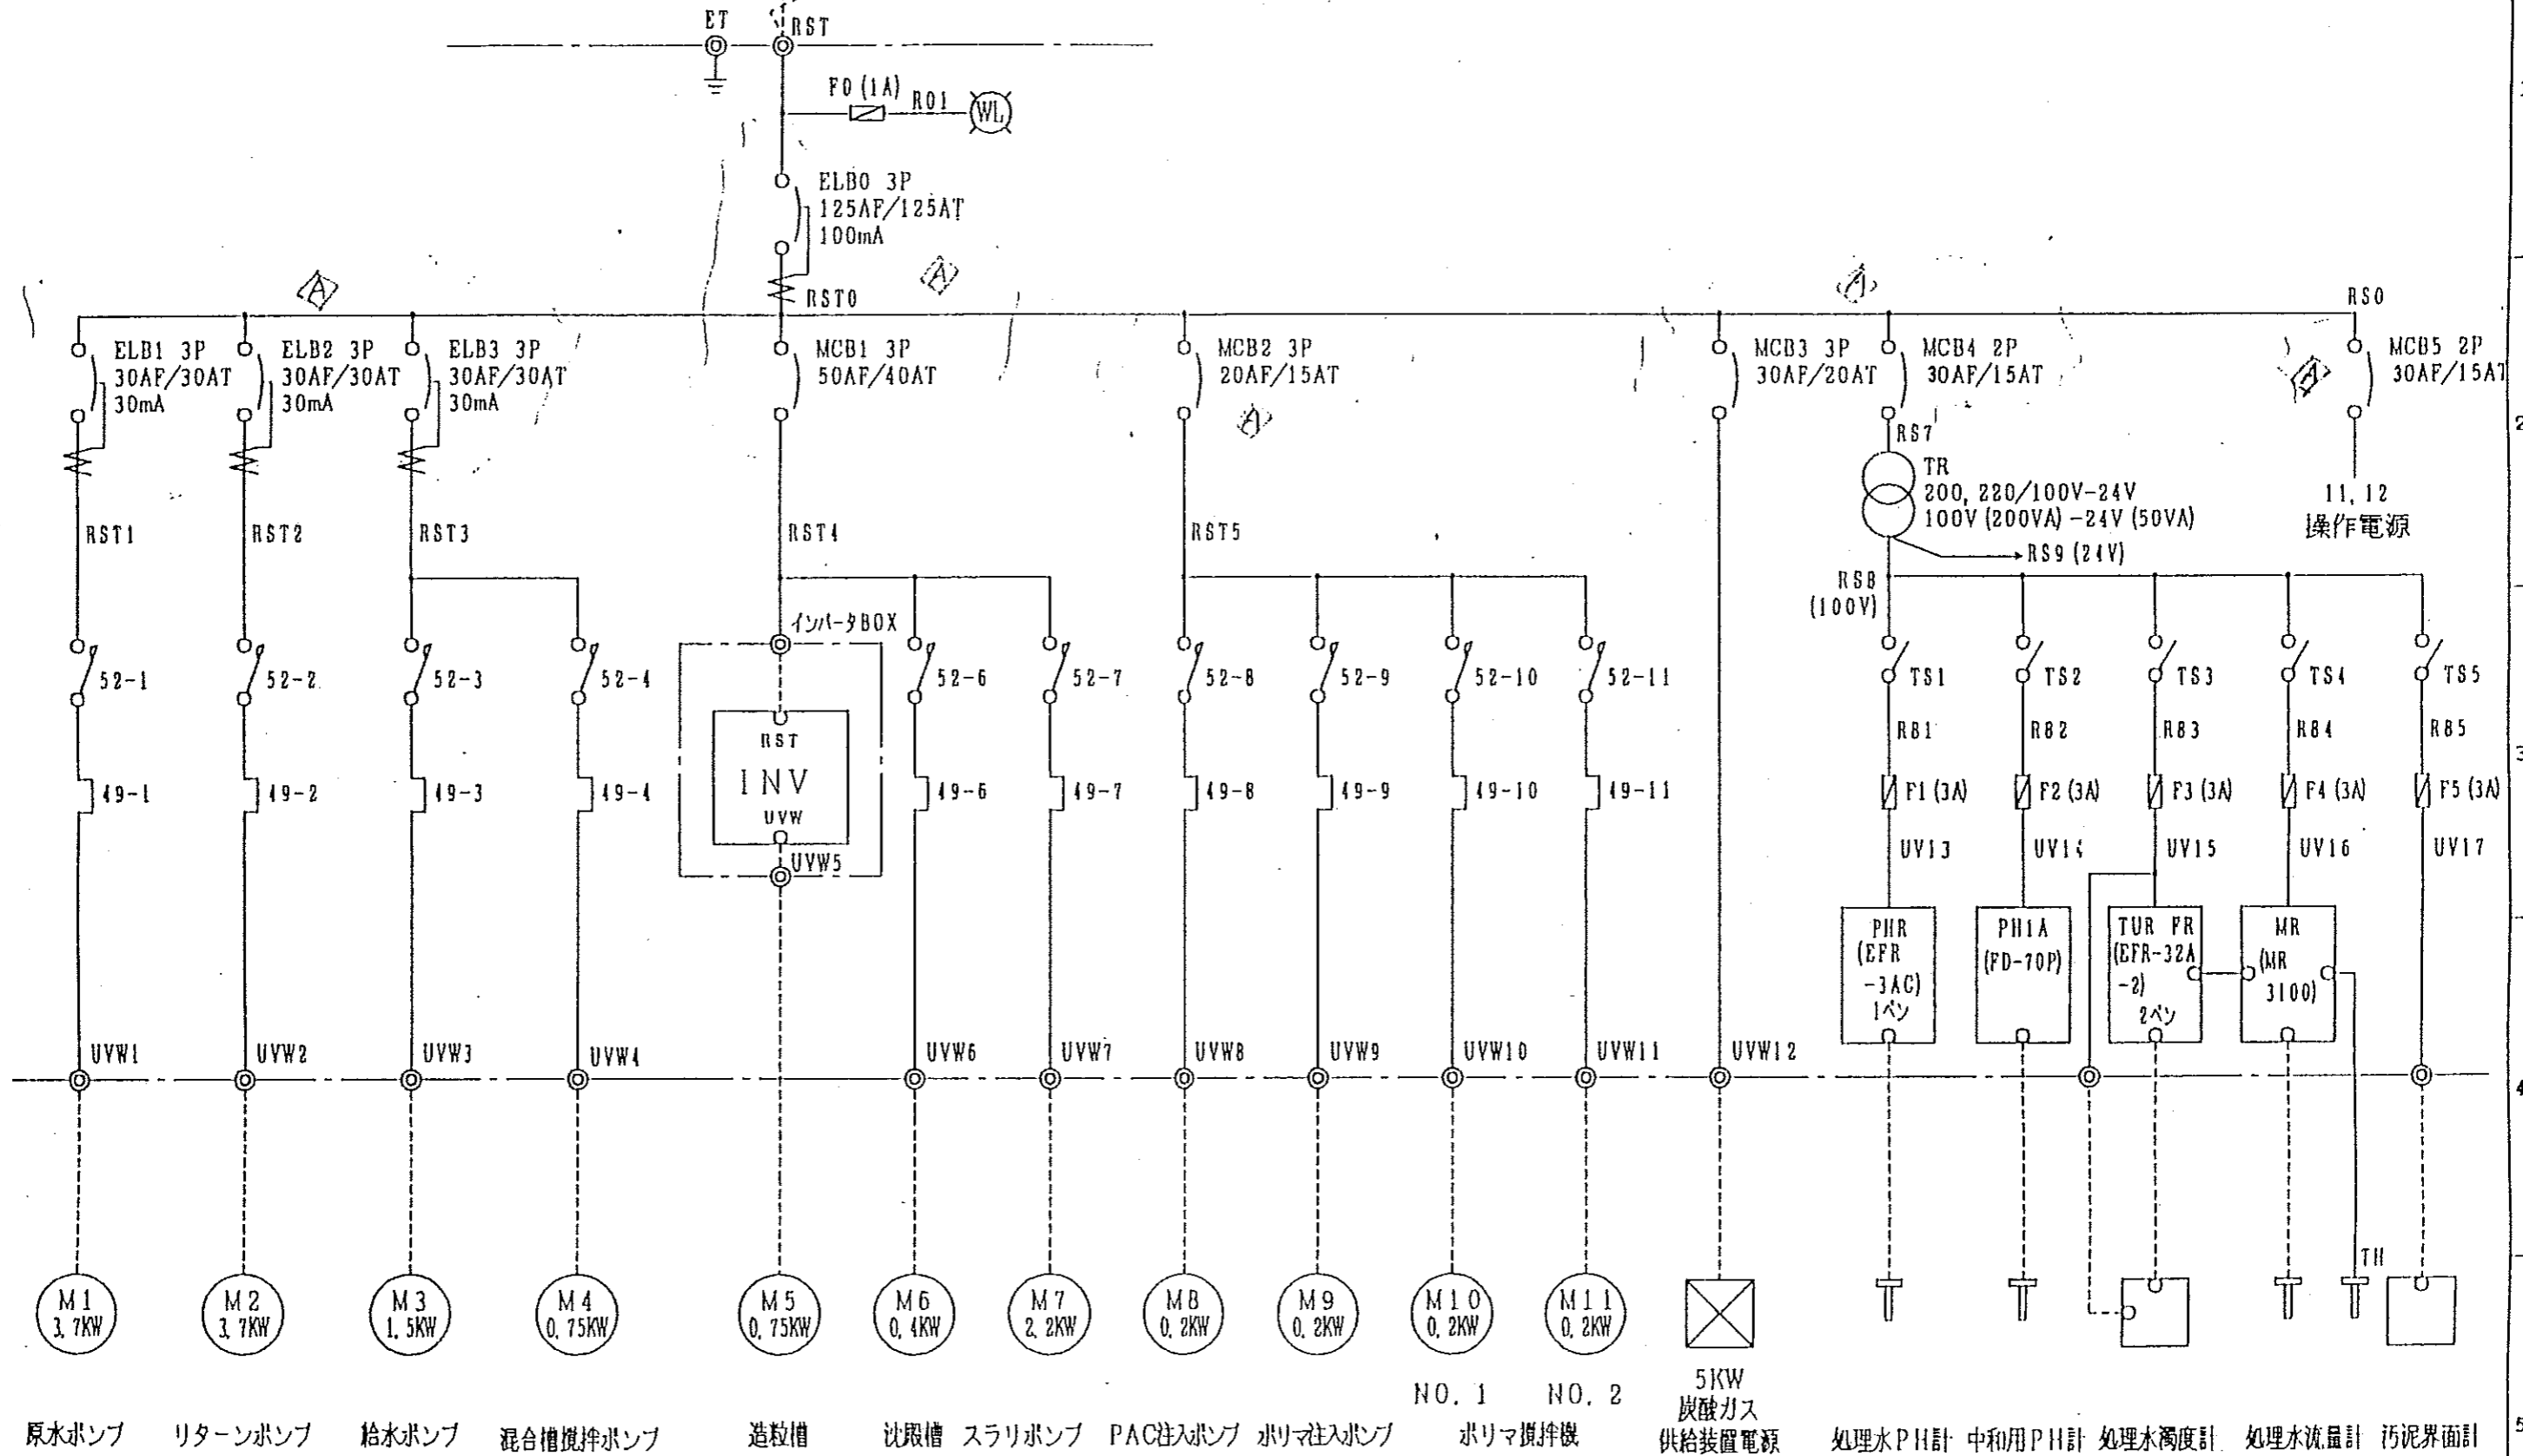 ET
RST
F0 (1A)
R01
WL
ELB0 3P
125AF/125AT
100mA
RST0
RS0
A
A
A
A
A
ELB1 3P
30AF/30AT
30mA
ELB2 3P
30AF/30AT
30mA
ELB3 3P
30AF/30AT
30mA
MCB1 3P
50AF/40AT
MCB2 3P
20AF/15AT
MCB3 3P
30AF/20AT
MCB4 2P
30AF/15AT
MCB5 2P
30AF/15AT
RS7
TR
200, 220/100V-24V
100V (200VA) -24V (50VA)
RS9 (24V)
11, 12
操作電源
RST1
RST2
RST3
RST4
RST5
RS8
(100V)
インバータBOX
52-1
52-2
52-3
52-4
52-6
52-7
52-8
52-9
52-10
52-11
TS1
TS2
TS3
TS4
TS5
RST
INV
UVW
UVW5
R81
R82
R83
R84
R85
49-1
49-2
49-3
49-4
49-6
49-7
49-8
49-9
49-10
49-11
F1 (3A)
F2 (3A)
F3 (3A)
F4 (3A)
F5 (3A)
UV13
UV14
UV15
UV16
UV17
PHR
(EFR
-3AC)
1ペン
PH1A
(FD-70P)
TUR FR
(EFR-32A
-2)
2ペン
MR
(MR
3100)
UVW1
UVW2
UVW3
UVW4
UVW6
UVW7
UVW8
UVW9
UVW10
UVW11
UVW12
TH
M1
3.7KW
M2
3.7KW
M3
1.5KW
M4
0.75KW
M5
0.75KW
M6
0.4KW
M7
2.2KW
M8
0.2KW
M9
0.2KW
M10
0.2KW
M11
0.2KW
NO. 1
NO. 2
5KW
炭酸ガス
供給装置電源
原水ポンプ
リターンポンプ
給水ポンプ
混合槽撹拌ポンプ
造粒槽
沈殿槽
スラリポンプ
PAC注入ポンプ
ポリマ注入ポンプ
ポリマ撹拌機
処理水PH計
中和用PH計
処理水濁度計
処理水流量計
汚泥界面計
2
3
4
5